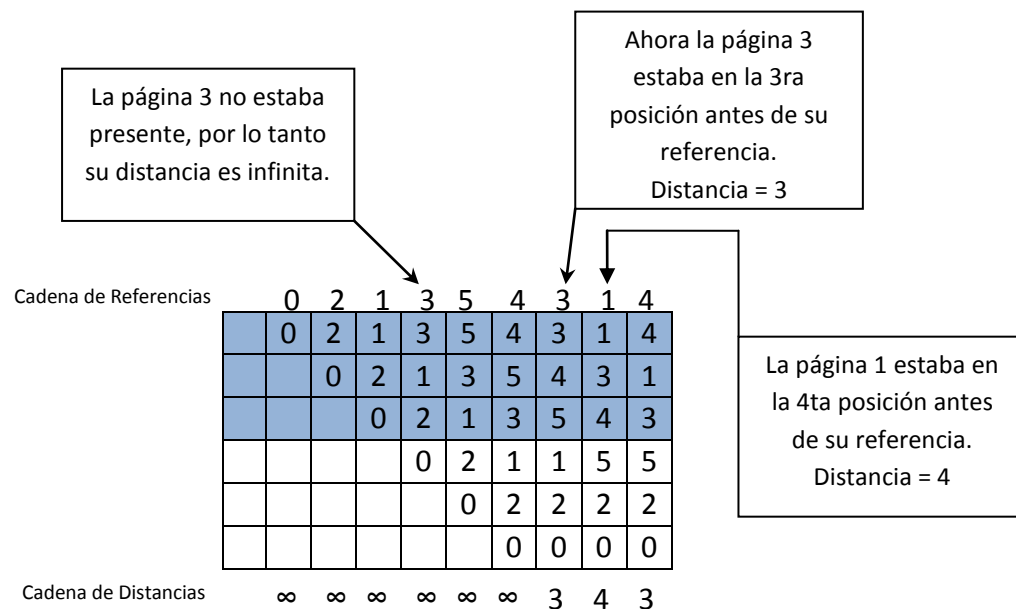 Ahora la página 3
estaba en la 3ra
posición antes de su
referencia.
Distancia = 3
La página 3 no estaba
presente, por lo tanto
su distancia es infinita.
Cadena de Referencias 0 2 1 3 5 4 3 1 4
0 2 1 3 5 4 3 1 4
0 2 1 3 5 4 3 1
0 2 1 3 5 4 3
0 2 1 1 5 5
0 2 2 2 2
0 0 0 0
La página 1 estaba en
la 4ta posición antes
de su referencia.
Distancia = 4
Cadena de Distancias ∞ ∞ ∞ ∞ ∞ ∞ 3 4 3